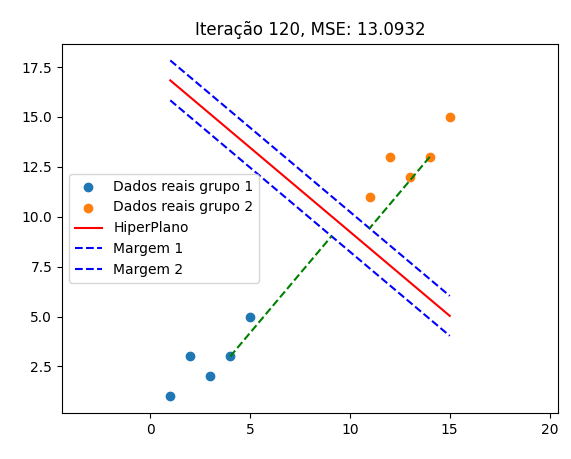 Iteração 120, MSE: 13.0932
17.5
15.0
12.5
10.0
7.5
5.0
2.5
Dados reais grupo 1
Dados reais grupo 2
HiperPlano
Margem 1
Margem 2
0
5
10
15
20